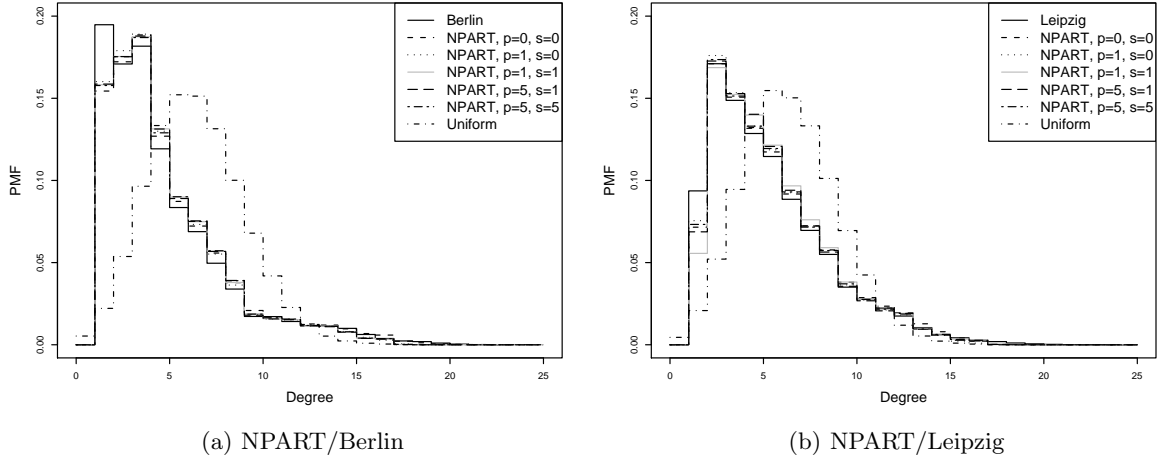 0.20
0.15
0.10
0.05
0.00
PMF
0 5 10 15 20 25
Degree
Berlin
NPART, p=0, s=0
NPART, p=1, s=0
NPART, p=1, s=1
NPART, p=5, s=1
NPART, p=5, s=5
Uniform
(a) NPART/Berlin
0.20
0.15
0.10
0.05
0.00
PMF
0 5 10 15 20 25
Degree
Leipzig
NPART, p=0, s=0
NPART, p=1, s=0
NPART, p=1, s=1
NPART, p=5, s=1
NPART, p=5, s=5
Uniform
(b) NPART/Leipzig